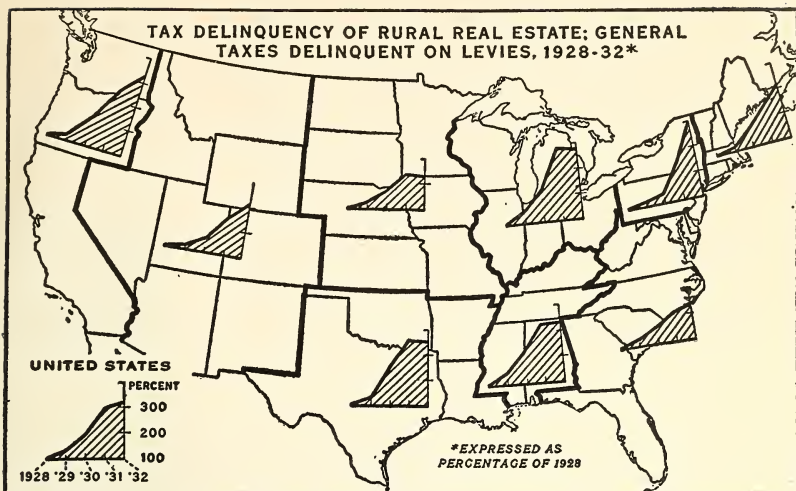 TAX DELINQUENCY OF RURAL REAL ESTATE; GENERAL
TAXES DELINQUENT ON LEVIES, 1928-32*
UNITED STATES
PERCENT
300
200
100
1928 '29 '30 '31 '32
*EXPRESSED AS
PERCENTAGE OF 1928